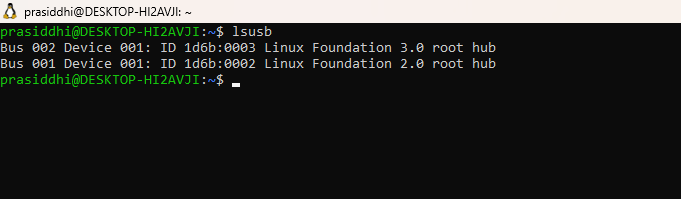 prasiddhi@DESKTOP-HI2AVJI: ~
prasiddhi@DESKTOP-HI2AVJI:~$ lsusb
Bus 002 Device 001: ID 1d6b:0003 Linux Foundation 3.0 root hub
Bus 001 Device 001: ID 1d6b:0002 Linux Foundation 2.0 root hub
prasiddhi@DESKTOP-HI2AVJI:~$